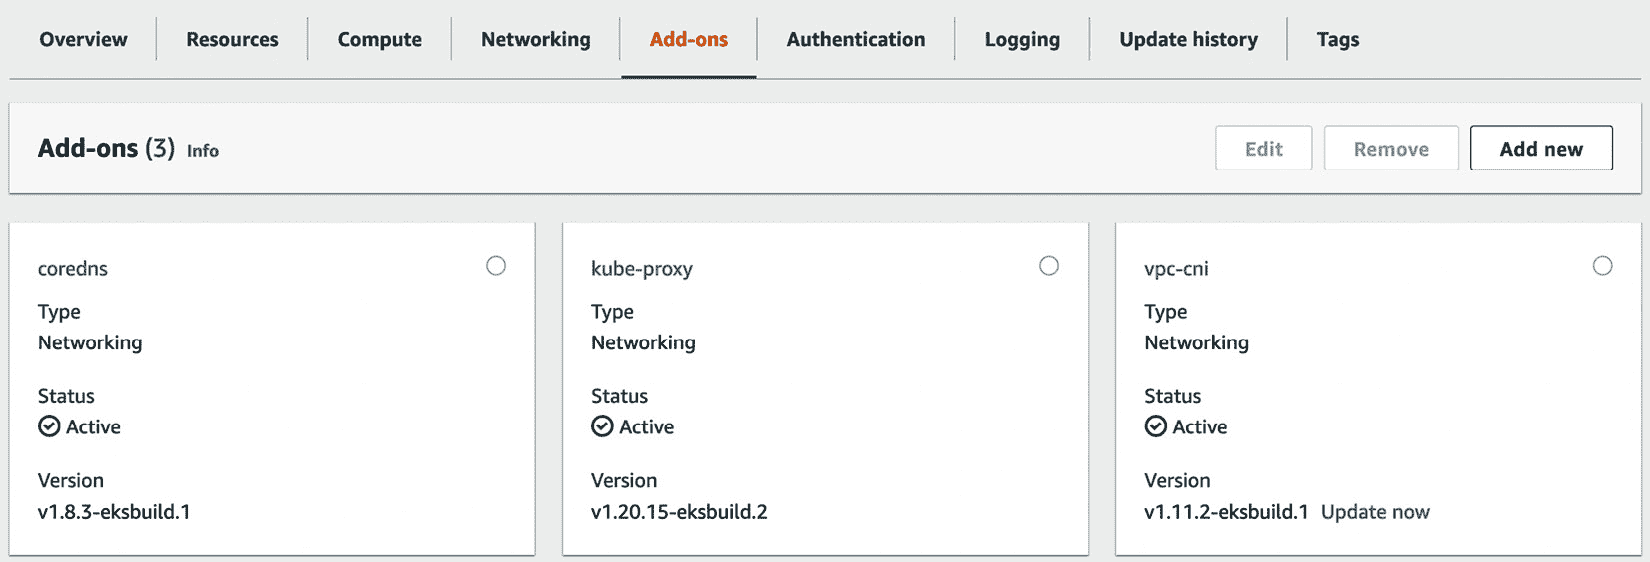 Overview Resources Compute Networking Add-ons Authentication Logging Update history Tags
Add-ons (3) Info Edit Remove Add new
coredns
Type
Networking
Status
Active
Version
v1.8.3-eksbuild.1
kube-proxy
Type
Networking
Status
Active
Version
v1.20.15-eksbuild.2
vpc-cni
Type
Networking
Status
Active
Version
v1.11.2-eksbuild.1 Update now